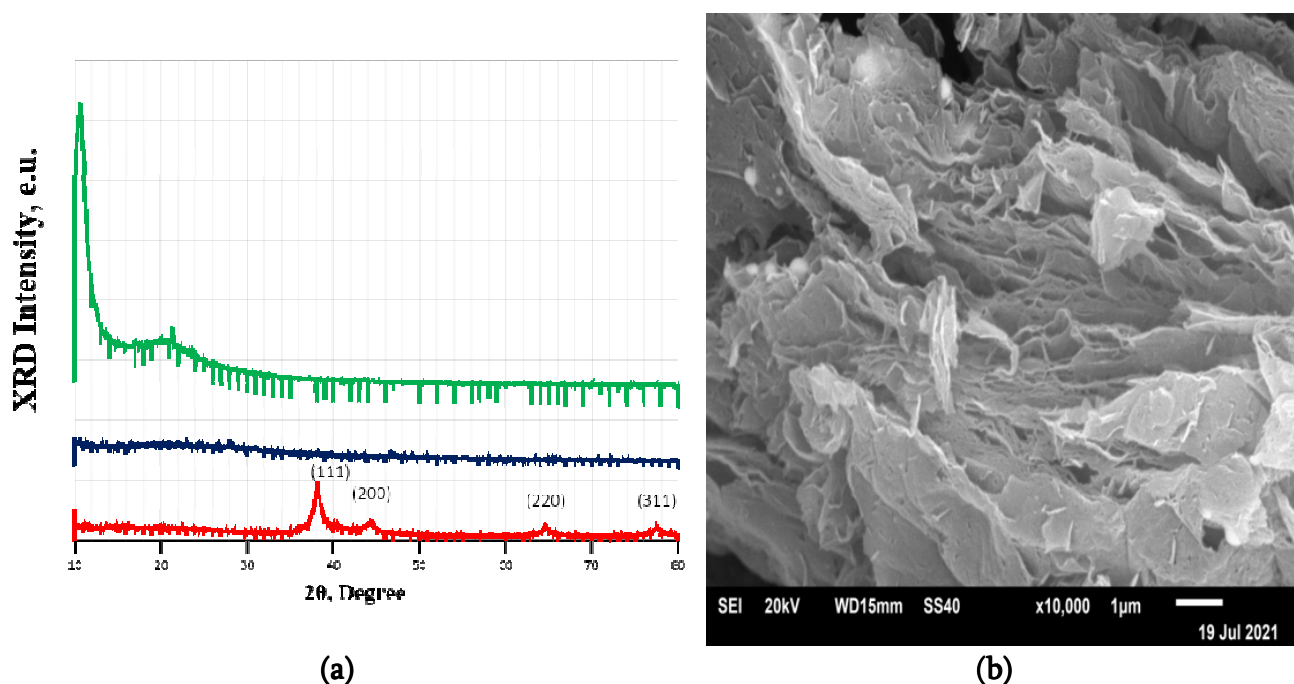 XRD Intensity, e.u.
(111)
(200)
(220)
(311)
10 20 30 40 50 60 70 80
2θ, Degree
SEI 20kV WD15mm SS40 x10,000 1µm
19 Jul 2021
(a) (b)